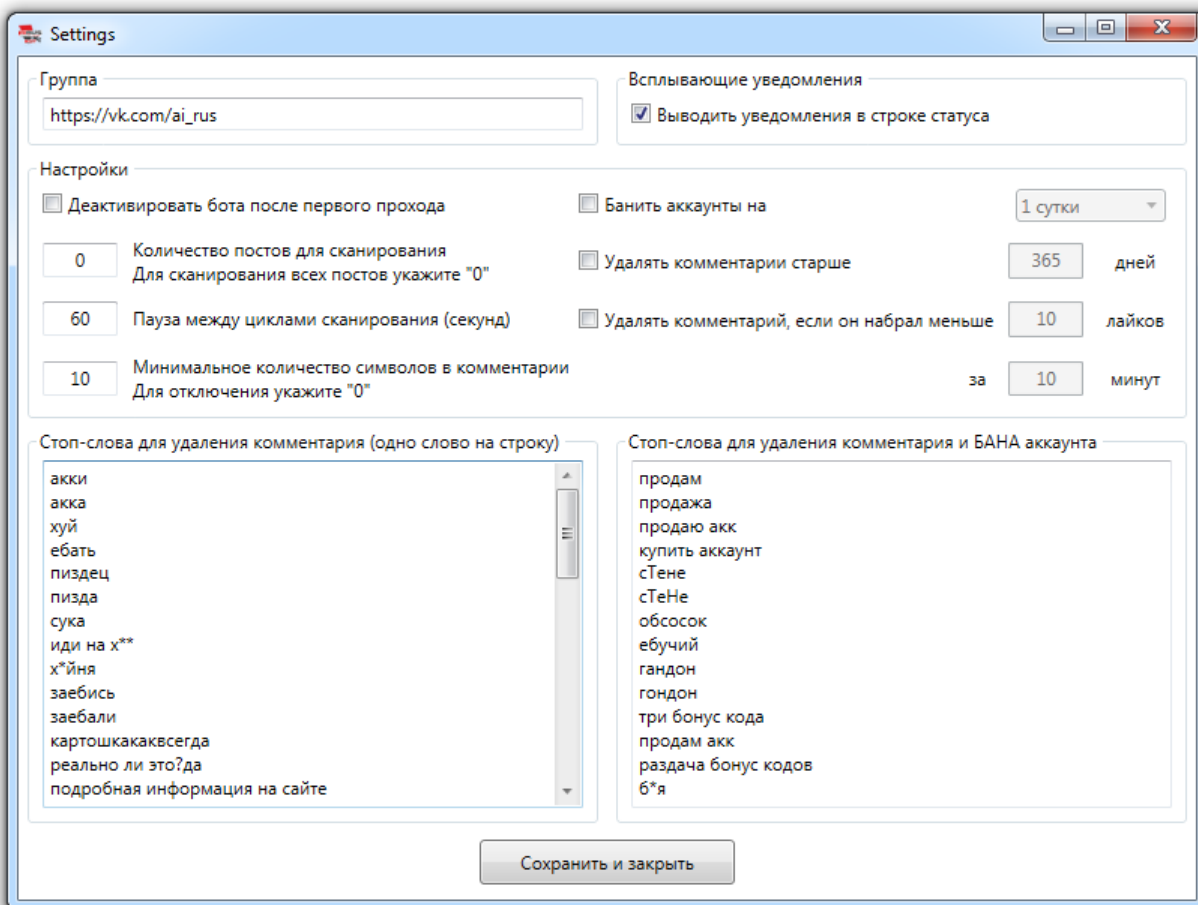 Settings
Группа
https://vk.com/ai_rus
Всплывающие уведомления
Выводить уведомления в строке статуса
Настройки
Деактивировать бота после первого прохода
0
Количество постов для сканирования
Для сканирования всех постов укажите "0"
60
Пауза между циклами сканирования (секунд)
10
Минимальное количество символов в комментарии
Для отключения укажите "0"
Банить аккаунты на
1 сутки
Удалять комментарии старше
365
дней
Удалять комментарий, если он набрал меньше
10
лайков
за
10
минут
Стоп-слова для удаления комментария (одно слово на строку)
акки
акка
хуй
ебать
пиздец
пизда
сука
иди на х**
х*йня
заебись
заебали
картошкакаквсегда
реально ли это?да
подробная информация на сайте
Стоп-слова для удаления комментария и БАНА аккаунта
продам
продажа
продаю акк
купить аккаунт
сТене
сТеНе
обсосок
ебучий
гандон
гондон
три бонус кода
продам акк
раздача бонус кодов
б*я
Сохранить и закрыть